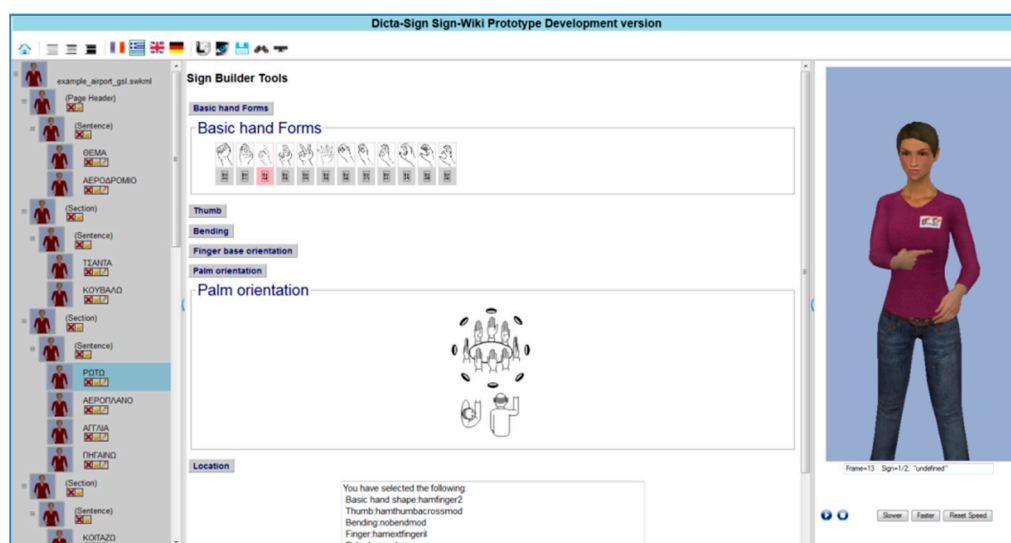 Dicta-Sign Sign-Wiki Prototype Development version
example_airport_gsl.swkml
(Page Header)
(Sentence)
ΘΕΜΑ
ΑΕΡΟΔΡΟΜΙΟ
(Section)
(Sentence)
ΤΣΑΝΤΑ
ΚΟΥΒΑΛΩ
(Section)
(Sentence)
ΡΩΤΩ
ΑΕΡΟΠΛΑΝΟ
ΑΓΓΛΙΑ
ΠΗΓΑΙΝΩ
(Section)
(Sentence)
ΚΟΙΤΑΖΩ
Sign Builder Tools
Basic hand Forms
Basic hand Forms
Thumb
Bending
Finger base orientation
Palm orientation
Palm orientation
Location
You have selected the following:
Basic hand shape:hamfinger2
Thumb:hamthumbacrossmod
Bending:nobendmod
Finger:hamextfingeril
Frame=13 Sign=1/2, "undefined"
Slower Faster Reset Speed